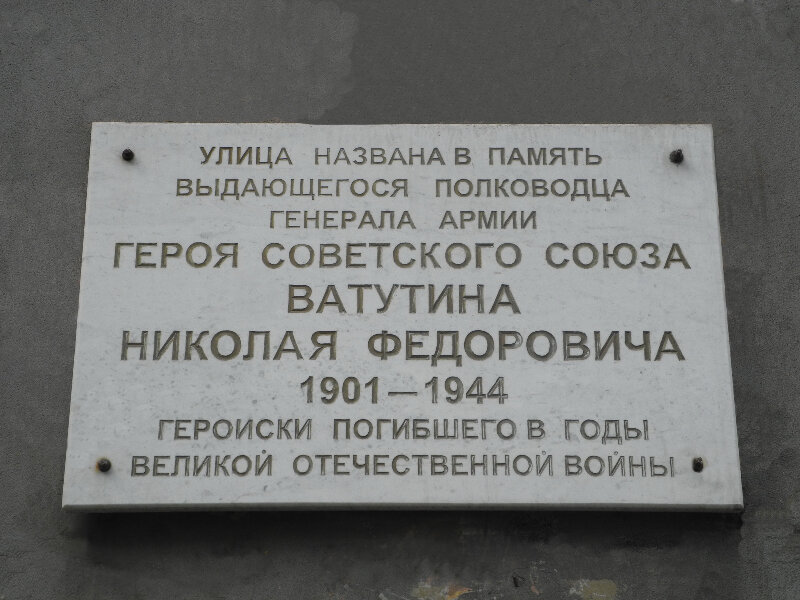 УЛИЦА НАЗВАНА В ПАМЯТЬ
ВЫДАЮЩЕГОСЯ ПОЛКОВОДЦА
ГЕНЕРАЛА АРМИИ
ГЕРОЯ СОВЕТСКОГО СОЮЗА
ВАТУТИНА
НИКОЛАЯ ФЕДОРОВИЧА
1901 — 1944
ГЕРОИСКИ ПОГИБШЕГО В ГОДЫ
ВЕЛИКОЙ ОТЕЧЕСТВЕННОЙ ВОЙНЫ